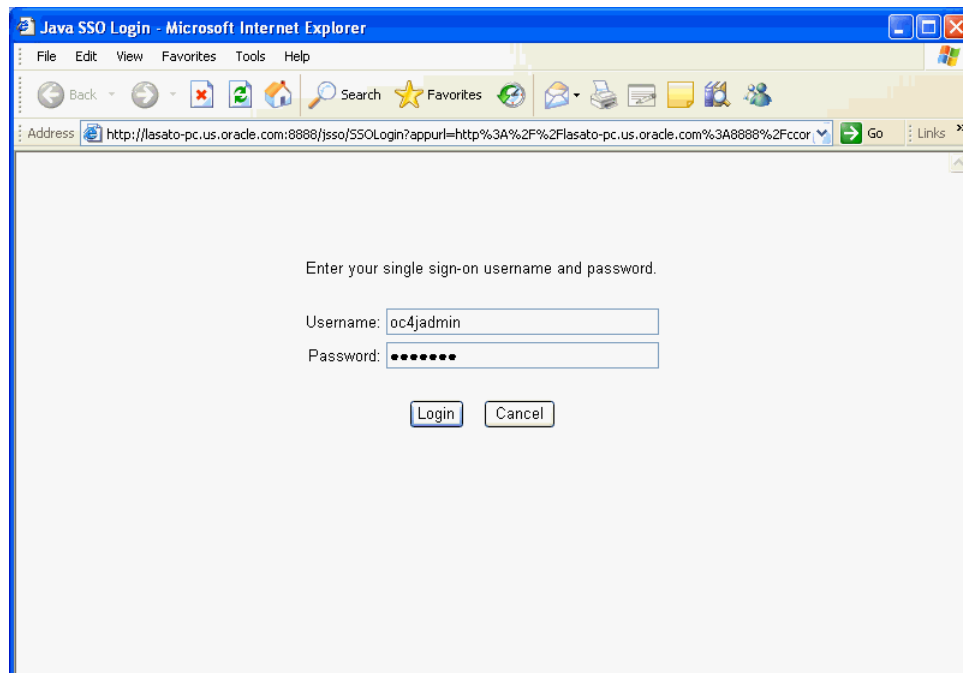 Java SSO Login - Microsoft Internet Explorer
File Edit View Favorites Tools Help
Back Search Favorites
Address http://lasato-pc.us.oracle.com:8888/jsso/SSOLogin?appurl=http%3A%2F%2Flasato-pc.us.oracle.com%3A8888%2Fccor Go Links »
Enter your single sign-on username and password.
Username: oc4jadmin
Password: •••••••
Login Cancel